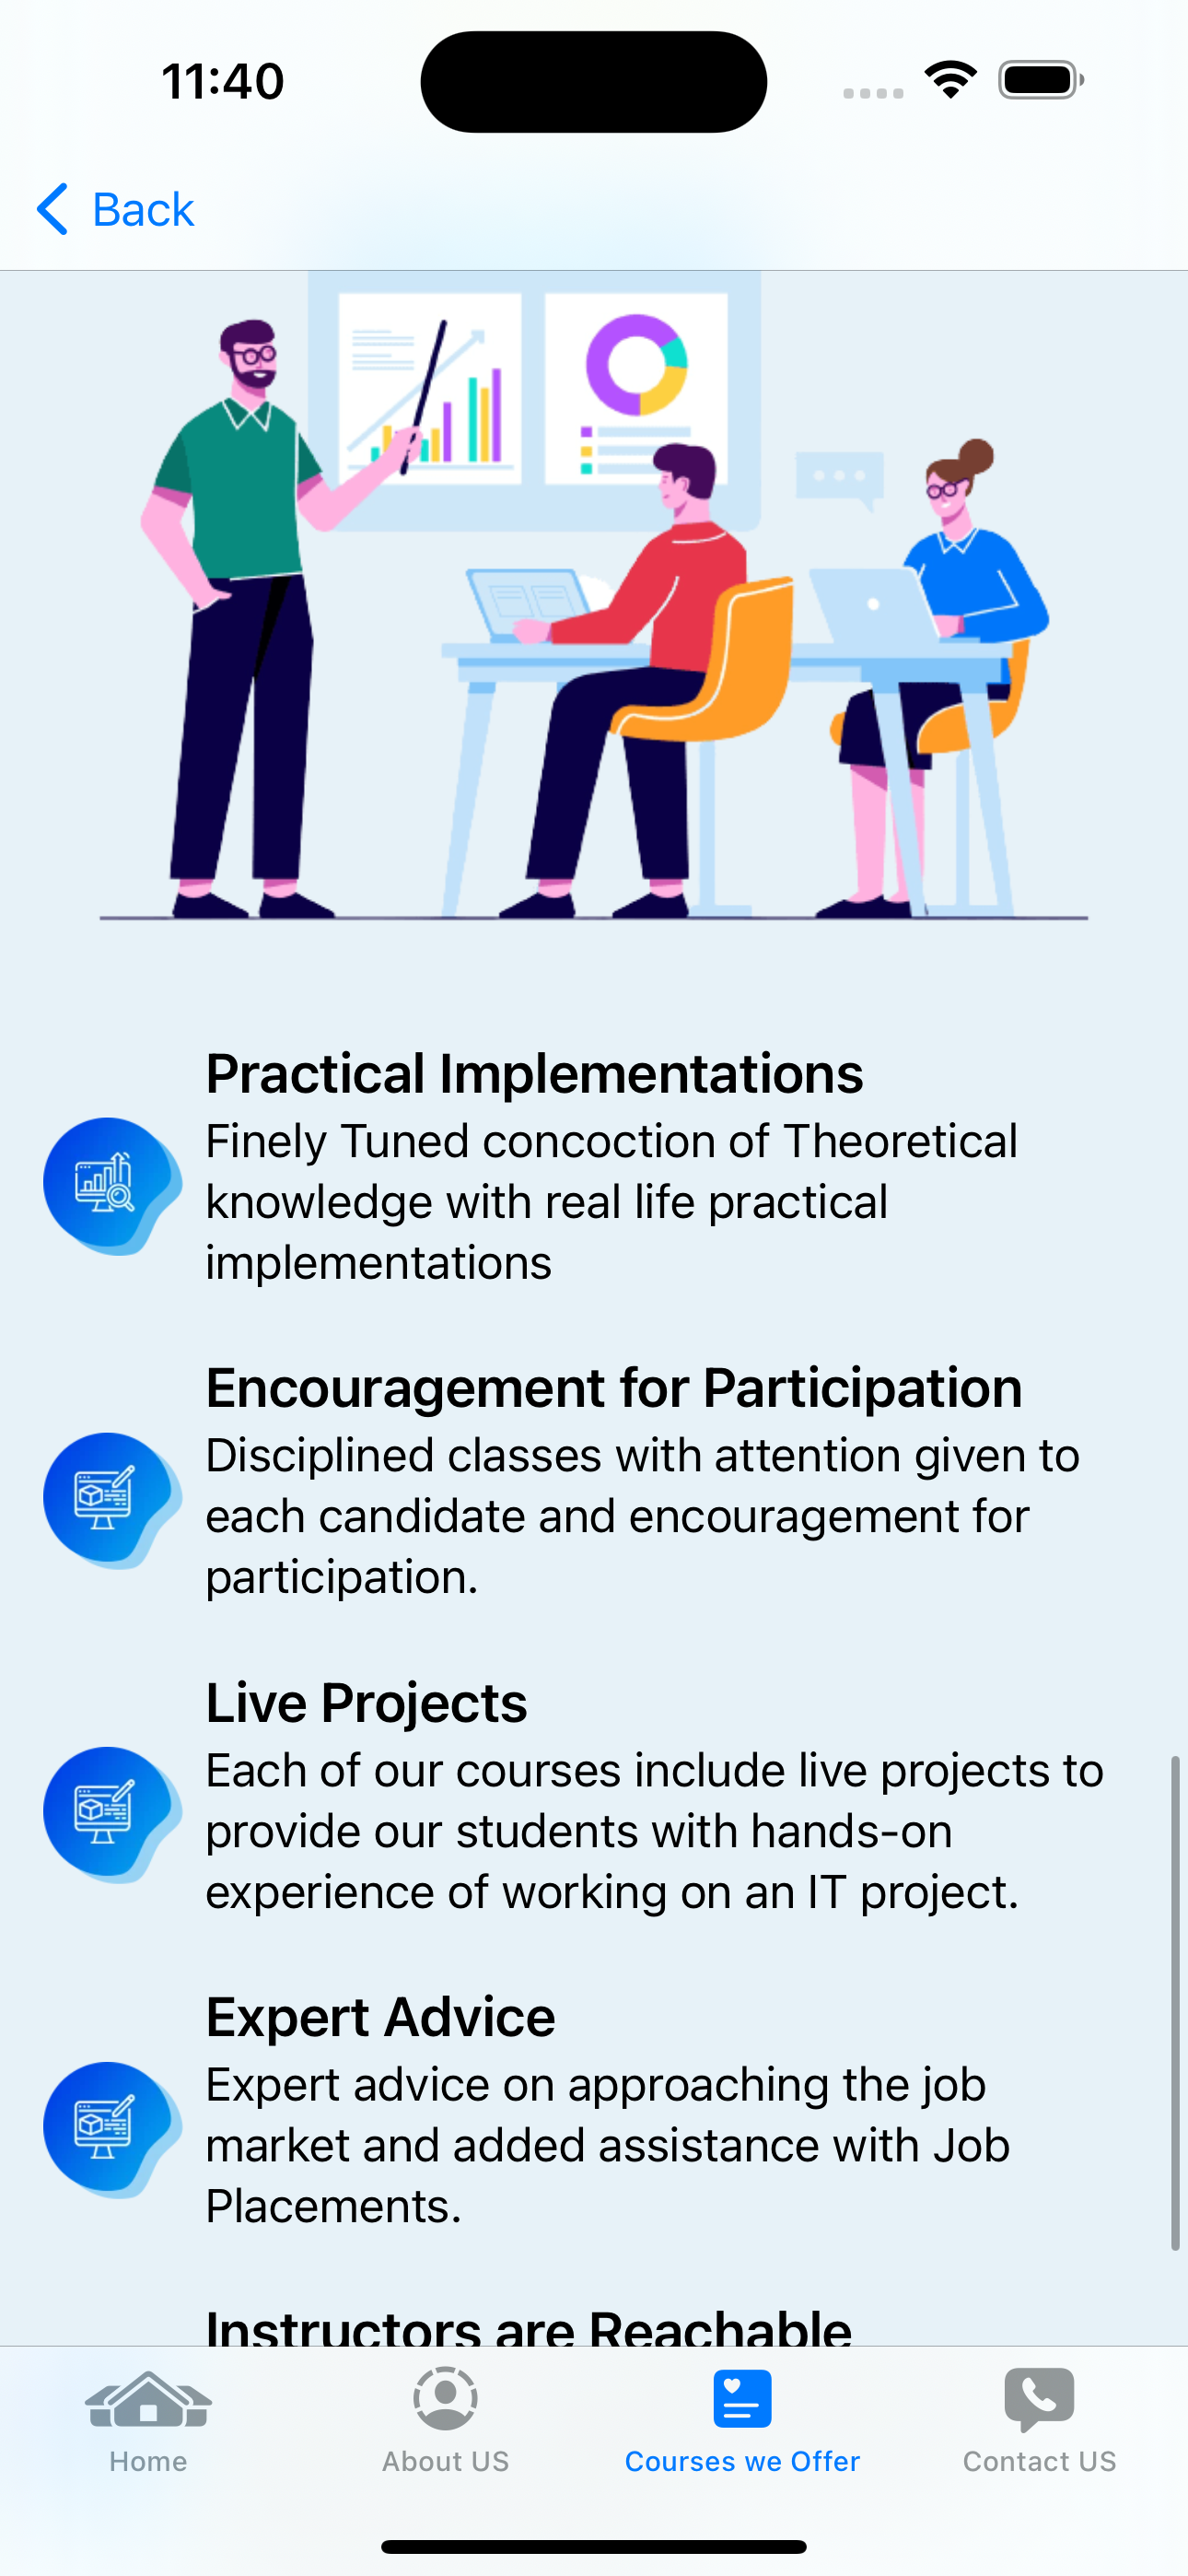 11:40
Back
Practical Implementations
Finely Tuned concoction of Theoretical
knowledge with real life practical
implementations
Encouragement for Participation
Disciplined classes with attention given to
each candidate and encouragement for
participation.
Live Projects
Each of our courses include live projects to
provide our students with hands-on
experience of working on an IT project.
Expert Advice
Expert advice on approaching the job
market and added assistance with Job
Placements.
Instructors are Reachable
Home
About US
Courses we Offer
Contact US